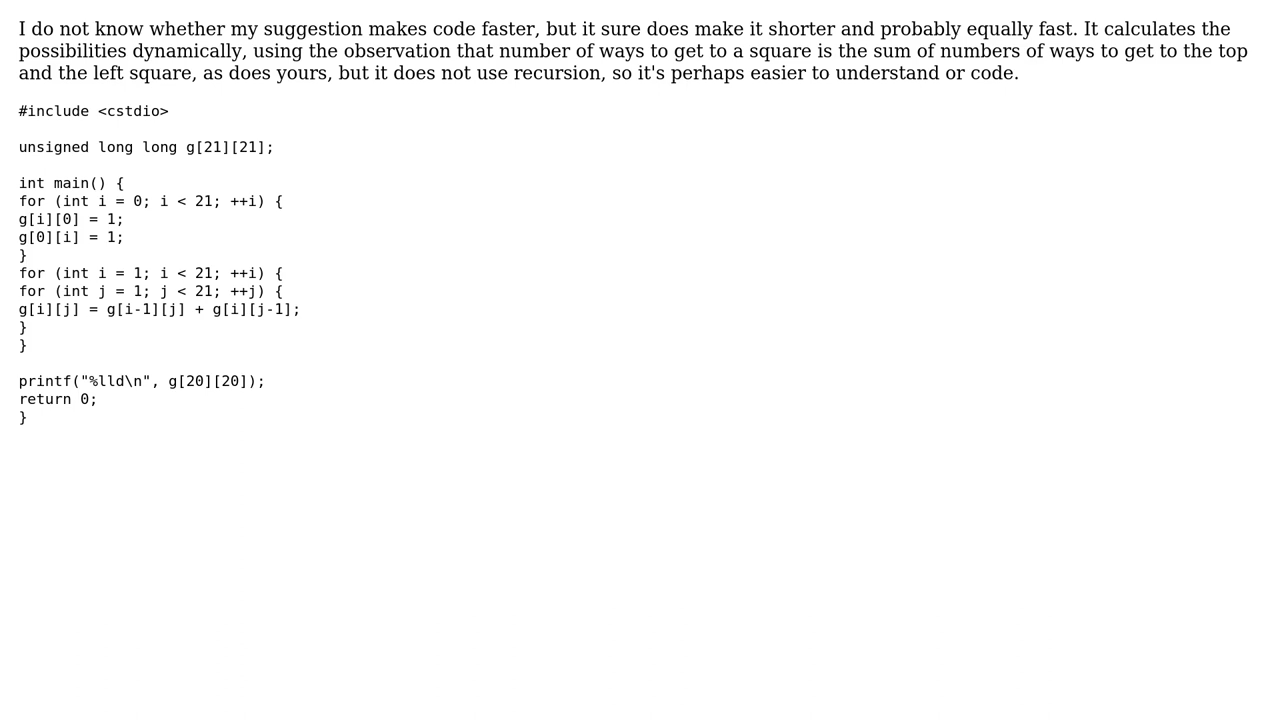 I do not know whether my suggestion makes code faster, but it sure does make it shorter and probably equally fast. It calculates the
possibilities dynamically, using the observation that number of ways to get to a square is the sum of numbers of ways to get to the top
and the left square, as does yours, but it does not use recursion, so it's perhaps easier to understand or code.
#include <cstdio>
unsigned long long g[21][21];
int main() {
for (int i = 0; i < 21; ++i) {
g[i][0] = 1;
g[0][i] = 1;
}
for (int i = 1; i < 21; ++i) {
for (int j = 1; j < 21; ++j) {
g[i][j] = g[i-1][j] + g[i][j-1];
}
}
printf("%lld\n", g[20][20]);
return 0;
}